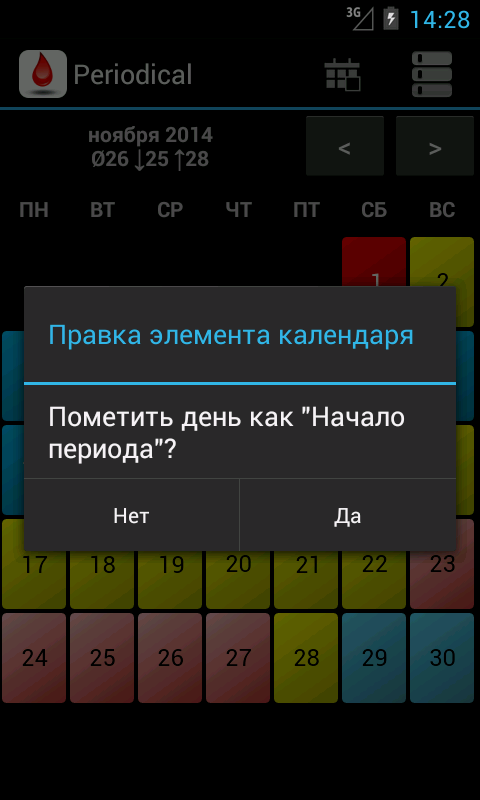 3G 14:28
Periodical
ноября 2014
Ø26 ↓25 ↑28
< >
ПН ВТ СР ЧТ ПТ СБ ВС
1 2
Правка элемента календаря
Пометить день как "Начало
периода"?
Нет Да
17 18 19 20 21 22 23
24 25 26 27 28 29 30